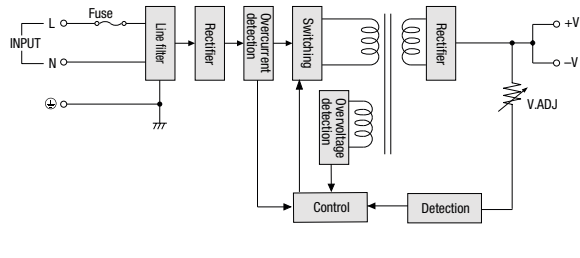 Fuse
L
INPUT
N
Line filter
Rectifier
Overcurrent
detection
Switching
Rectifier
+V
–V
V.ADJ
Overvoltage
detection
Control
Detection